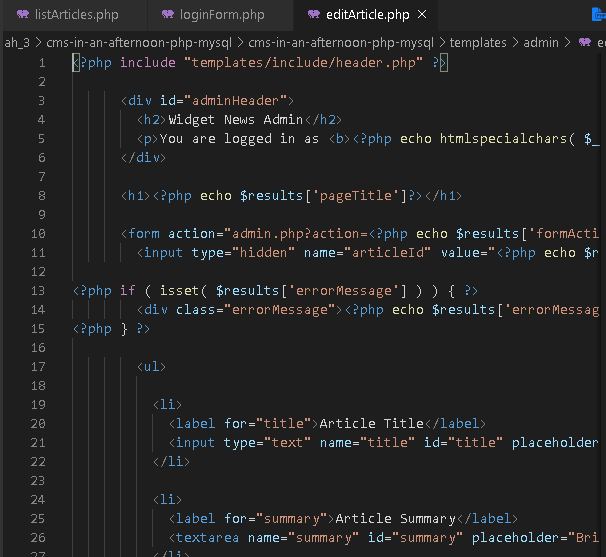 listArticles.php loginForm.php editArticle.php
ah_3 > cms-in-an-afternoon-php-mysql > cms-in-an-afternoon-php-mysql > templates > admin >
1 <?php include "templates/include/header.php" ?>
2
3 <div id="adminHeader">
4 <h2>Widget News Admin</h2>
5 <p>You are logged in as <b><?php echo htmlspecialchars( $_
6 </div>
7
8 <h1><?php echo $results['pageTitle']?></h1>
9
10 <form action="admin.php?action=<?php echo $results['formActi
11 <input type="hidden" name="articleId" value="<?php echo $r
12
13 <?php if ( isset( $results['errorMessage'] ) ) { ?>
14 <div class="errorMessage"><?php echo $results['errorMessag
15 <?php } ?>
16
17 <ul>
18
19 <li>
20 <label for="title">Article Title</label>
21 <input type="text" name="title" id="title" placeholder
22 </li>
23
24 <li>
25 <label for="summary">Article Summary</label>
26 <textarea name="summary" id="summary" placeholder="Bri
27 </li>